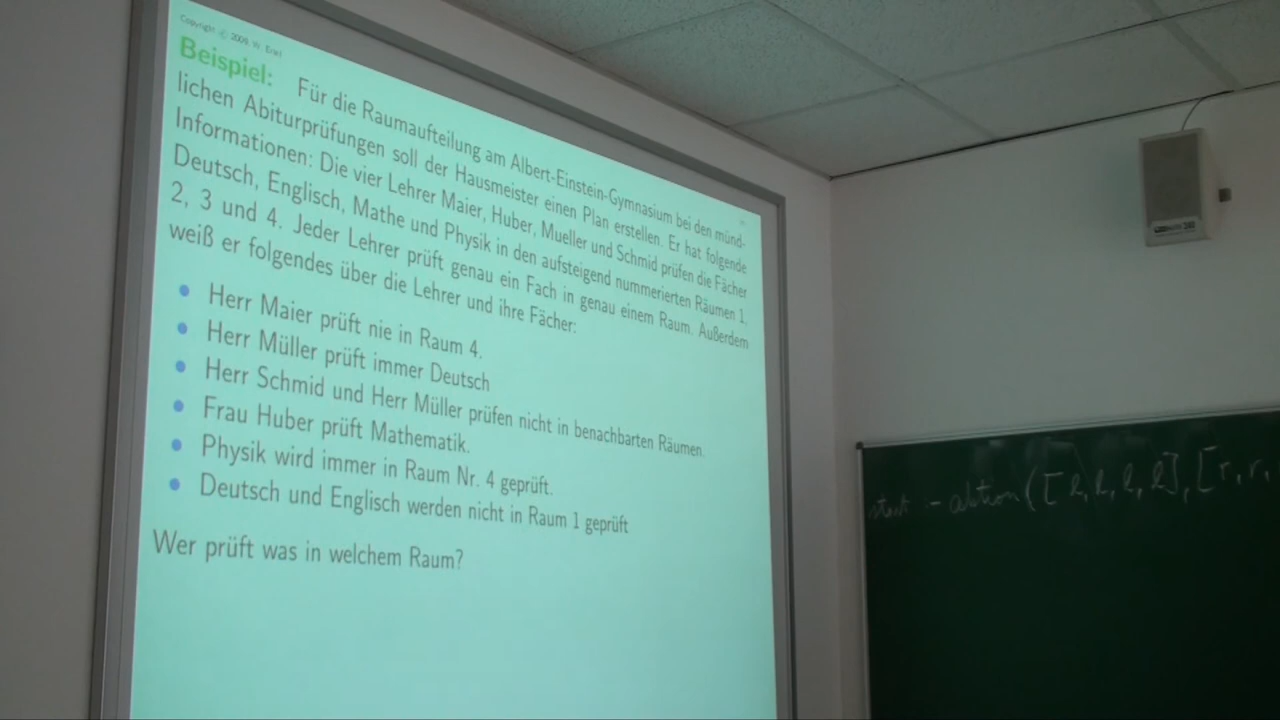 Copyright © 2009, W. Ertel
Beispiel: Für die Raumaufteilung am Albert-Einstein-Gymnasium bei den münd-
lichen Abiturprüfungen soll der Hausmeister einen Plan erstellen. Er hat folgende
Informationen: Die vier Lehrer Maier, Huber, Mueller und Schmid prüfen die Fächer
Deutsch, Englisch, Mathe und Physik in den aufsteigend nummerierten Räumen 1,
2, 3 und 4. Jeder Lehrer prüft genau ein Fach in genau einem Raum. Außerdem
weiß er folgendes über die Lehrer und ihre Fächer:
• Herr Maier prüft nie in Raum 4.
• Herr Müller prüft immer Deutsch
• Herr Schmid und Herr Müller prüfen nicht in benachbarten Räumen.
• Frau Huber prüft Mathematik.
• Physik wird immer in Raum Nr. 4 geprüft.
• Deutsch und Englisch werden nicht in Raum 1 geprüft
Wer prüft was in welchem Raum?